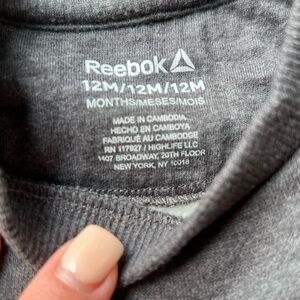 Reebok
12M/12M/12M
MONTHS/MESES/MOIS
MADE IN CAMBODIA
HECHO EN CAMBOYA
FABRIQUÉ AU CAMBODGE
RN 117927 / HIGHLIFE LLC
1407 BROADWAY, 20TH FLOOR
NEW YORK, NY 10018